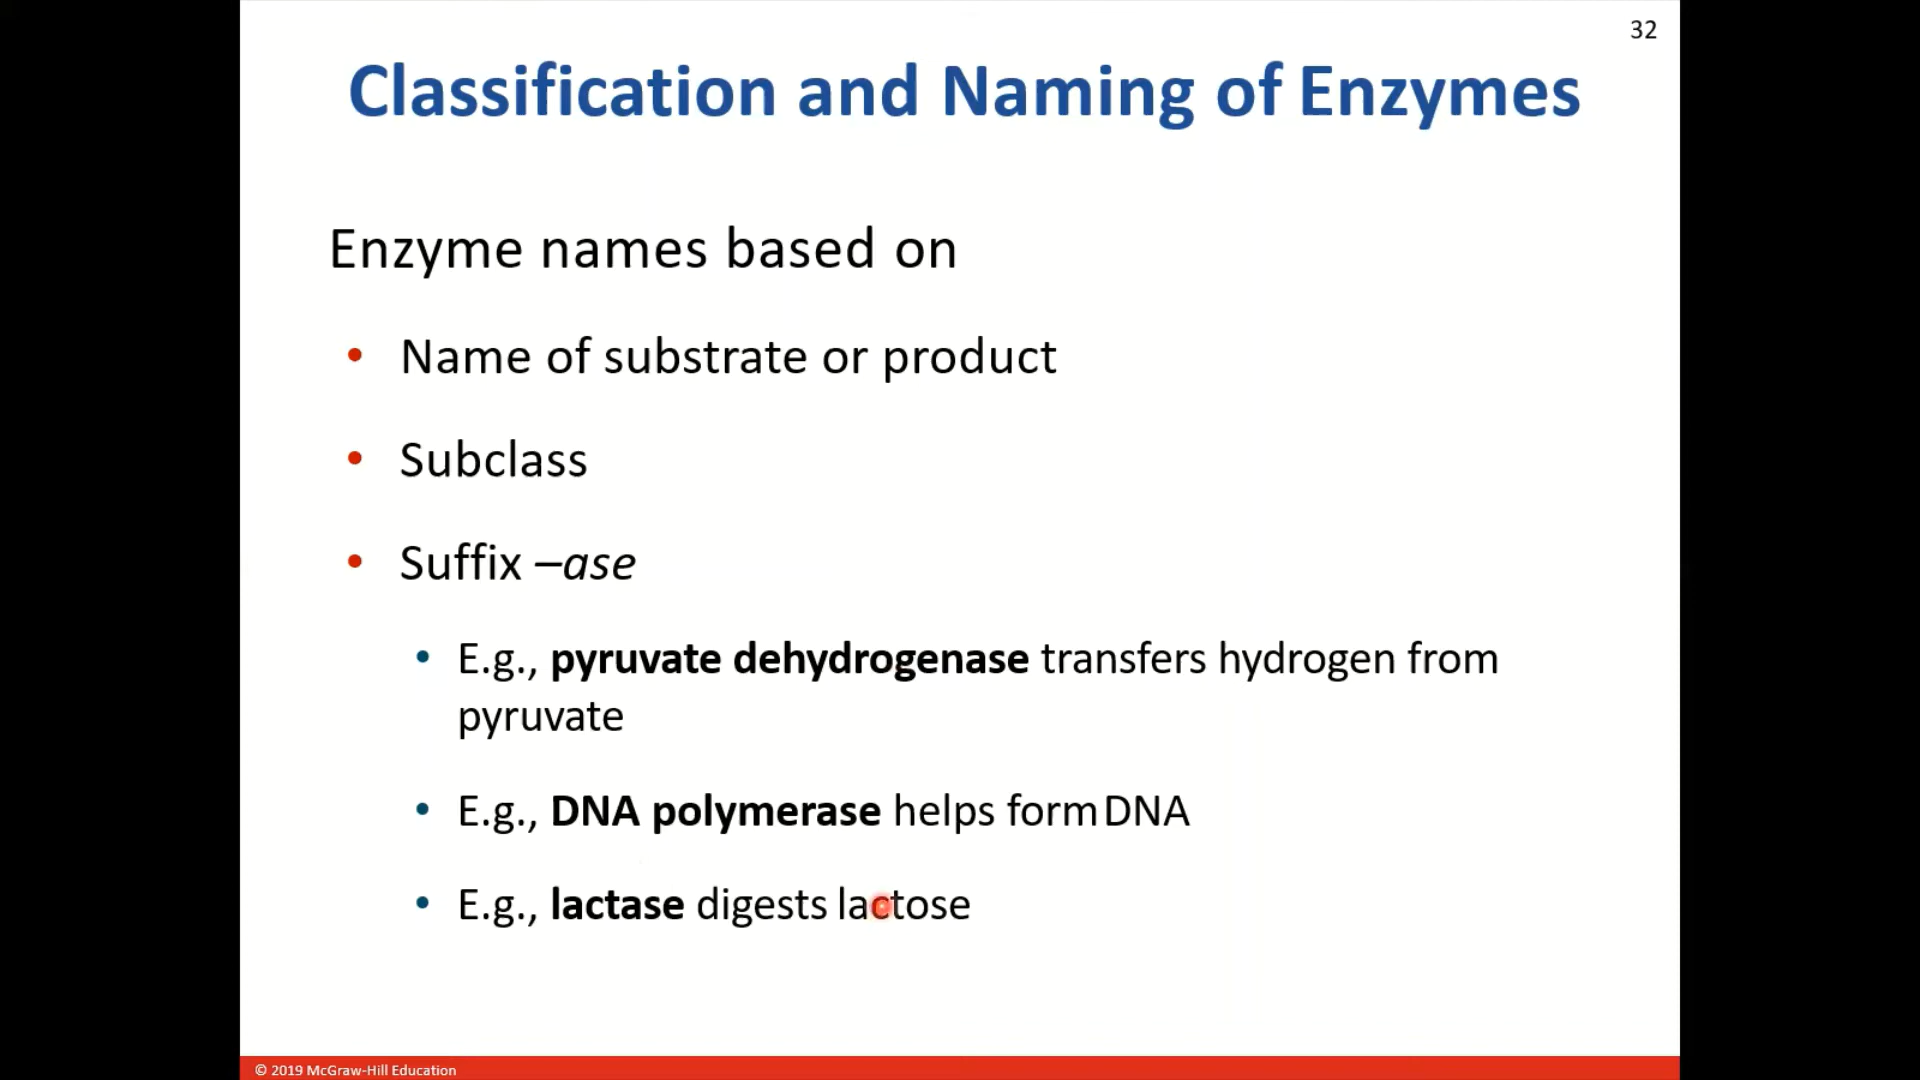 32
Classification and Naming of Enzymes
Enzyme names based on
• Name of substrate or product
• Subclass
• Suffix –ase
• E.g., pyruvate dehydrogenase transfers hydrogen from
pyruvate
• E.g., DNA polymerase helps form DNA
• E.g., lactase digests lactose
© 2019 McGraw-Hill Education